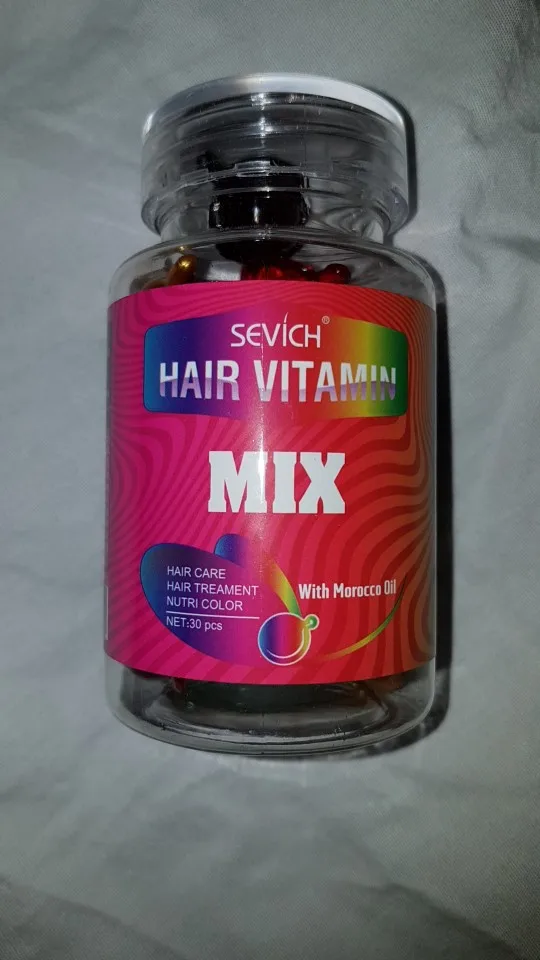 SEVICH®
HAIR VITAMIN
MIX
HAIR CARE
HAIR TREAMENT
NUTRI COLOR
NET:30 pcs
With Morocco Oil